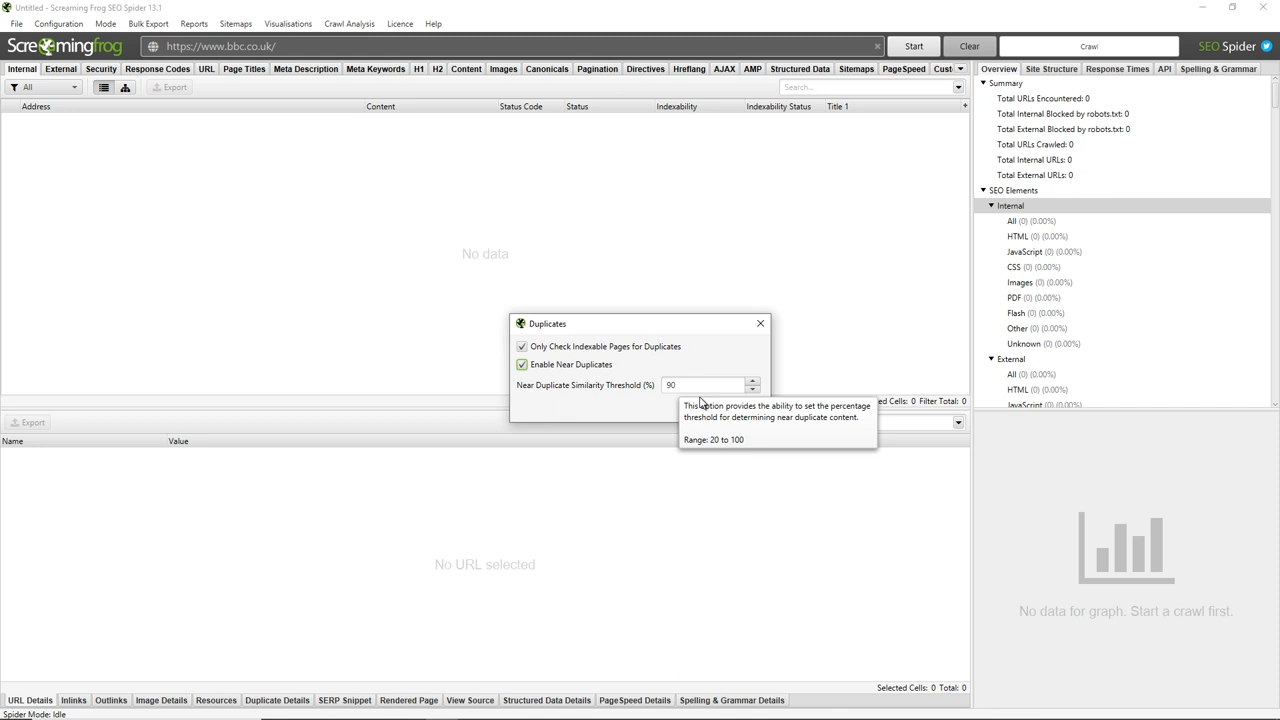 Untitled - Screaming Frog SEO Spider 13.1
File Configuration Mode Bulk Export Reports Sitemaps Visualisations Crawl Analysis Licence Help
Screamingfrog https://www.bbc.co.uk/ Start Clear Crawl SEO Spider
Internal External Security Response Codes URL Page Titles Meta Description Meta Keywords H1 H2 Content Images Canonicals Pagination Directives Hreflang AJAX AMP Structured Data Sitemaps PageSpeed Cust
Overview Site Structure Response Times API Spelling & Grammar
All Export Search...
Address Content Status Code Status Indexability Indexability Status Title 1
No data
Summary
Total URLs Encountered: 0
Total Internal Blocked by robots.txt: 0
Total External Blocked by robots.txt: 0
Total URLs Crawled: 0
Total Internal URLs: 0
Total External URLs: 0
SEO Elements
Internal
All (0) (0.00%)
HTML (0) (0.00%)
JavaScript (0) (0.00%)
CSS (0) (0.00%)
Images (0) (0.00%)
PDF (0) (0.00%)
Flash (0) (0.00%)
Other (0) (0.00%)
Unknown (0) (0.00%)
External
All (0) (0.00%)
HTML (0) (0.00%)
JavaScript (0) (0.00%)
Duplicates
Only Check Indexable Pages for Duplicates
Enable Near Duplicates
Near Duplicate Similarity Threshold (%) 90
This option provides the ability to set the percentage
threshold for determining near duplicate content.
Range: 20 to 100
Cells: 0 Filter Total: 0
Export
Name Value
No URL selected
No data for graph. Start a crawl first.
Selected Cells: 0 Total: 0
URL Details Inlinks Outlinks Image Details Resources Duplicate Details SERP Snippet Rendered Page View Source Structured Data Details PageSpeed Details Spelling & Grammar Details
Spider Mode: Idle